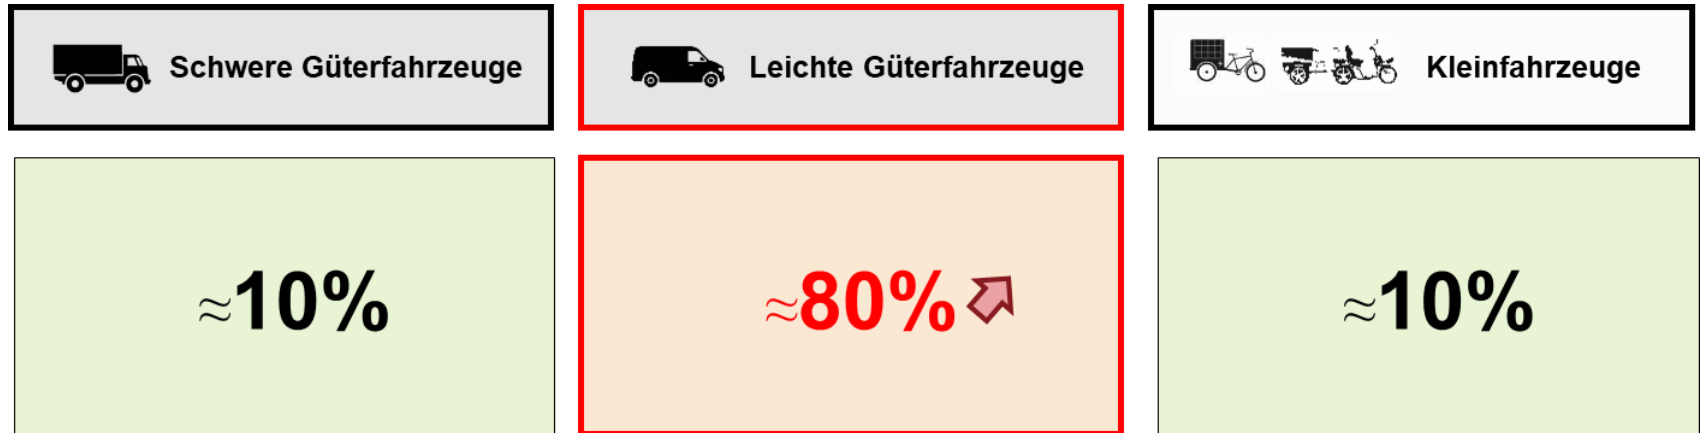 Schwere Güterfahrzeuge
Leichte Güterfahrzeuge
Kleinfahrzeuge
≈10%
≈80%
≈10%